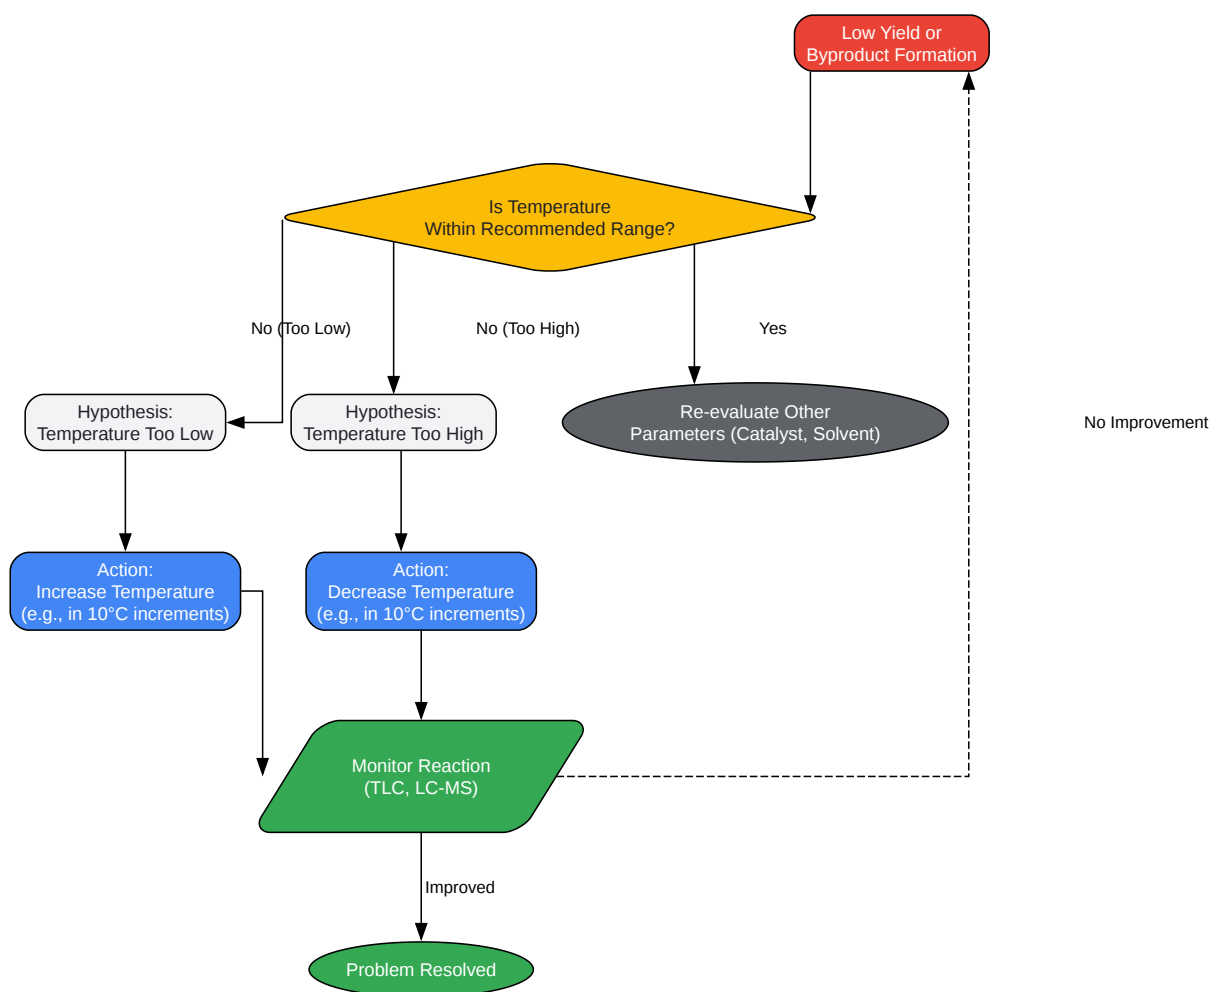 Low Yield or
Byproduct Formation
Is Temperature
Within Recommended Range?
No (Too Low)
No (Too High)
Yes
Hypothesis:
Temperature Too Low
Hypothesis:
Temperature Too High
Re-evaluate Other
Parameters (Catalyst, Solvent)
No Improvement
Action:
Increase Temperature
(e.g., in 10°C increments)
Action:
Decrease Temperature
(e.g., in 10°C increments)
Monitor Reaction
(TLC, LC-MS)
Improved
Problem Resolved